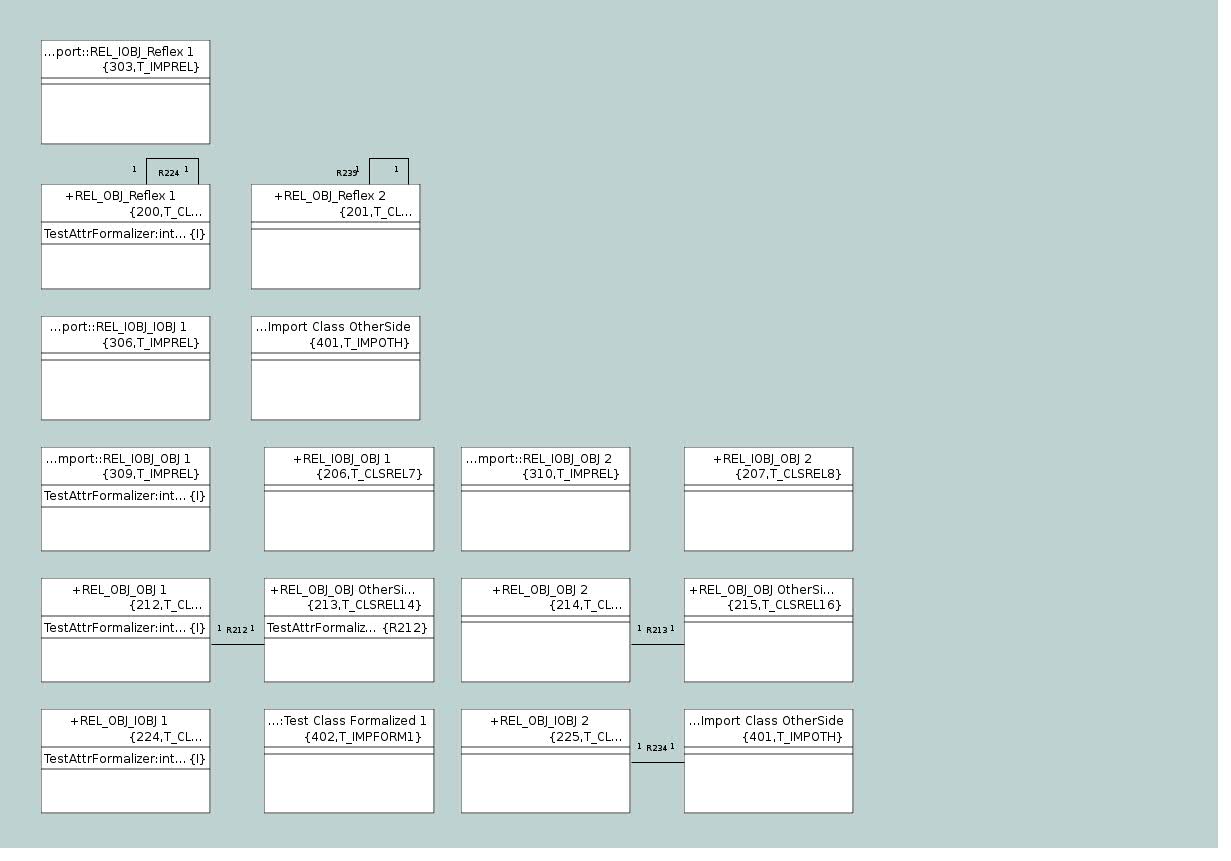 ...port::REL_IOBJ_Reflex 1
{303,T_IMPREL}
1 R224 1
R239 1 1
+REL_OBJ_Reflex 1
{200,T_CL...
TestAttrFormalizer:int... {I}
+REL_OBJ_Reflex 2
{201,T_CL...
...port::REL_IOBJ_IOBJ 1
{306,T_IMPREL}
...Import Class OtherSide
{401,T_IMPOTH}
...mport::REL_IOBJ_OBJ 1
{309,T_IMPREL}
TestAttrFormalizer:int... {I}
+REL_IOBJ_OBJ 1
{206,T_CLSREL7}
...mport::REL_IOBJ_OBJ 2
{310,T_IMPREL}
+REL_IOBJ_OBJ 2
{207,T_CLSREL8}
+REL_OBJ_OBJ 1
{212,T_CL...
TestAttrFormalizer:int... {I}
1 R212 1
+REL_OBJ_OBJ OtherSi...
{213,T_CLSREL14}
TestAttrFormaliz... {R212}
+REL_OBJ_OBJ 2
{214,T_CL...
1 R213 1
+REL_OBJ_OBJ OtherSi...
{215,T_CLSREL16}
+REL_OBJ_IOBJ 1
{224,T_CL...
TestAttrFormalizer:int... {I}
...:Test Class Formalized 1
{402,T_IMPFORM1}
+REL_OBJ_IOBJ 2
{225,T_CL...
1 R234 1
...Import Class OtherSide
{401,T_IMPOTH}